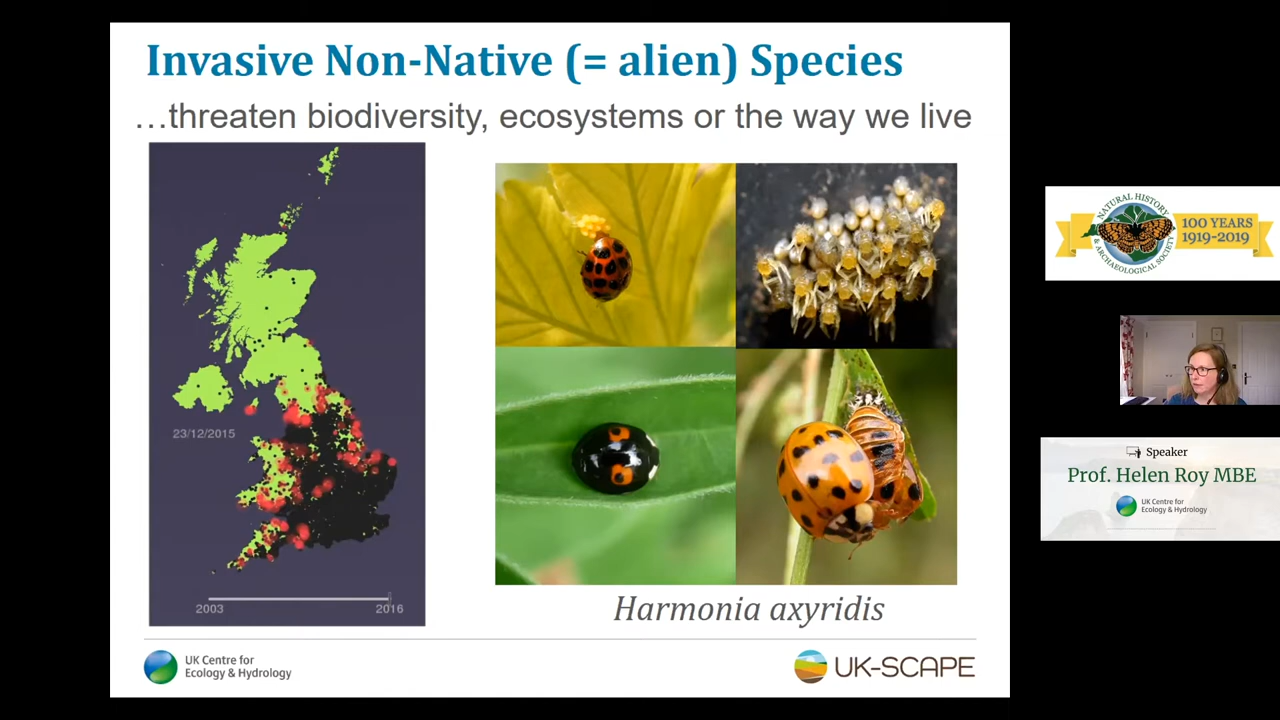 Invasive Non-Native (= alien) Species
…threaten biodiversity, ecosystems or the way we live
23/12/2015
2003
2016
Harmonia axyridis
UK Centre for
Ecology & Hydrology
UK-SCAPE
NATURAL HISTORY
& ARCHAEOLOGICAL SOCIETY
100 YEARS
1919-2019
Speaker
Prof. Helen Roy MBE
UK Centre for
Ecology & Hydrology